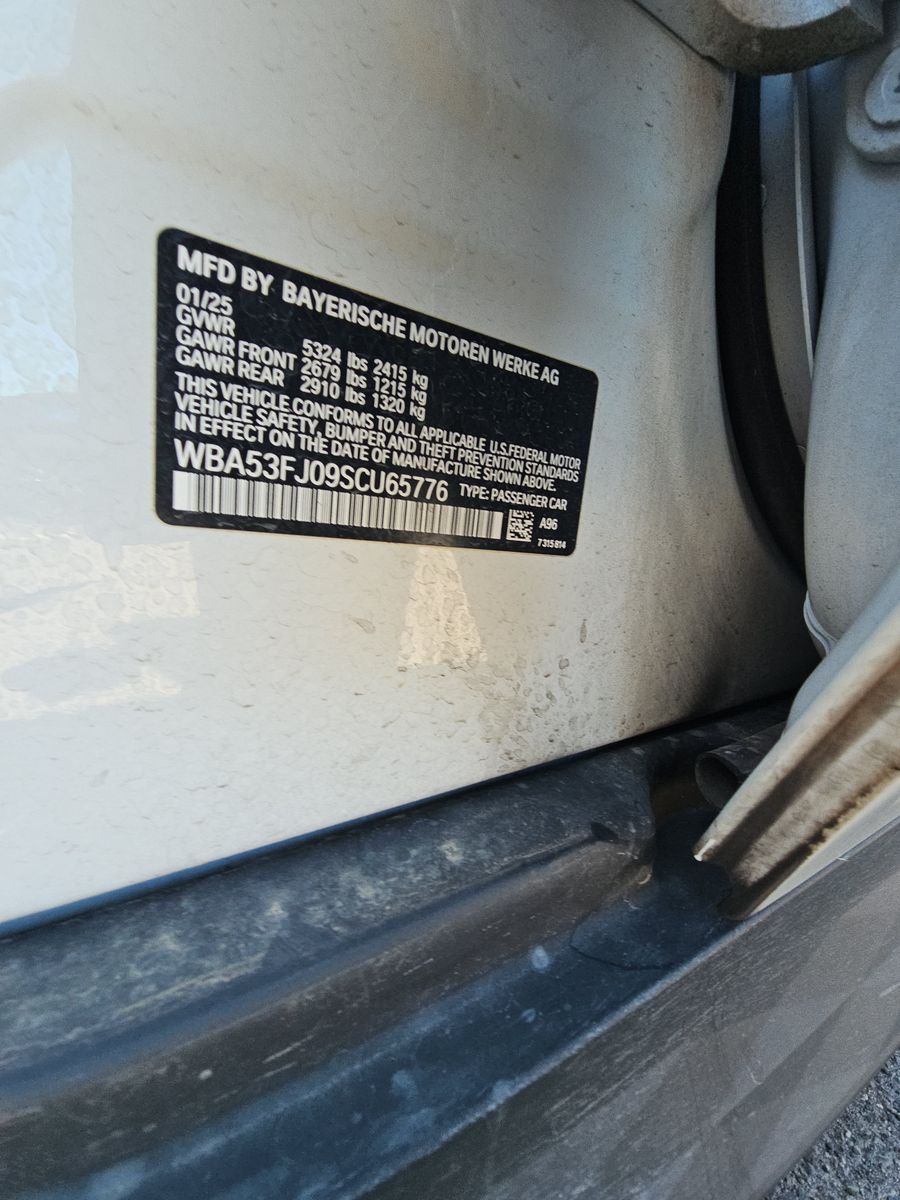 MFD BY BAYERISCHE MOTOREN WERKE AG
01/25
GVWR 5324 lbs 2415 kg
GAWR FRONT 2679 lbs 1215 kg
GAWR REAR 2910 lbs 1320 kg
THIS VEHICLE CONFORMS TO ALL APPLICABLE U.S.FEDERAL MOTOR
VEHICLE SAFETY, BUMPER AND THEFT PREVENTION STANDARDS
IN EFFECT ON THE DATE OF MANUFACTURE SHOWN ABOVE.
WBA53FJ09SCU65776 TYPE: PASSENGER CAR
A96
7315814